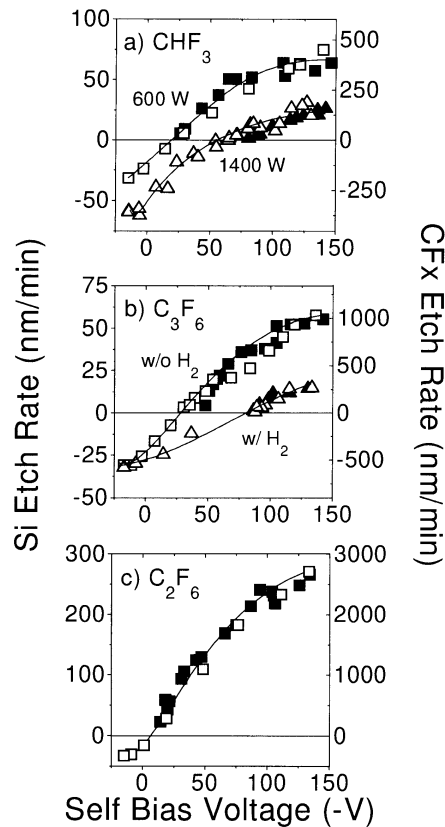 a) CHF3
600 W
1400 W
100
50
0
-50
500
250
0
-250
0 50 100 150
b) C3F6
w/o H2
w/ H2
75
50
25
0
-25
-50
1000
500
0
-500
0 50 100 150
c) C2F6
300
200
100
0
3000
2000
1000
0
0 50 100 150
Si Etch Rate (nm/min)
CFx Etch Rate (nm/min)
Self Bias Voltage (-V)